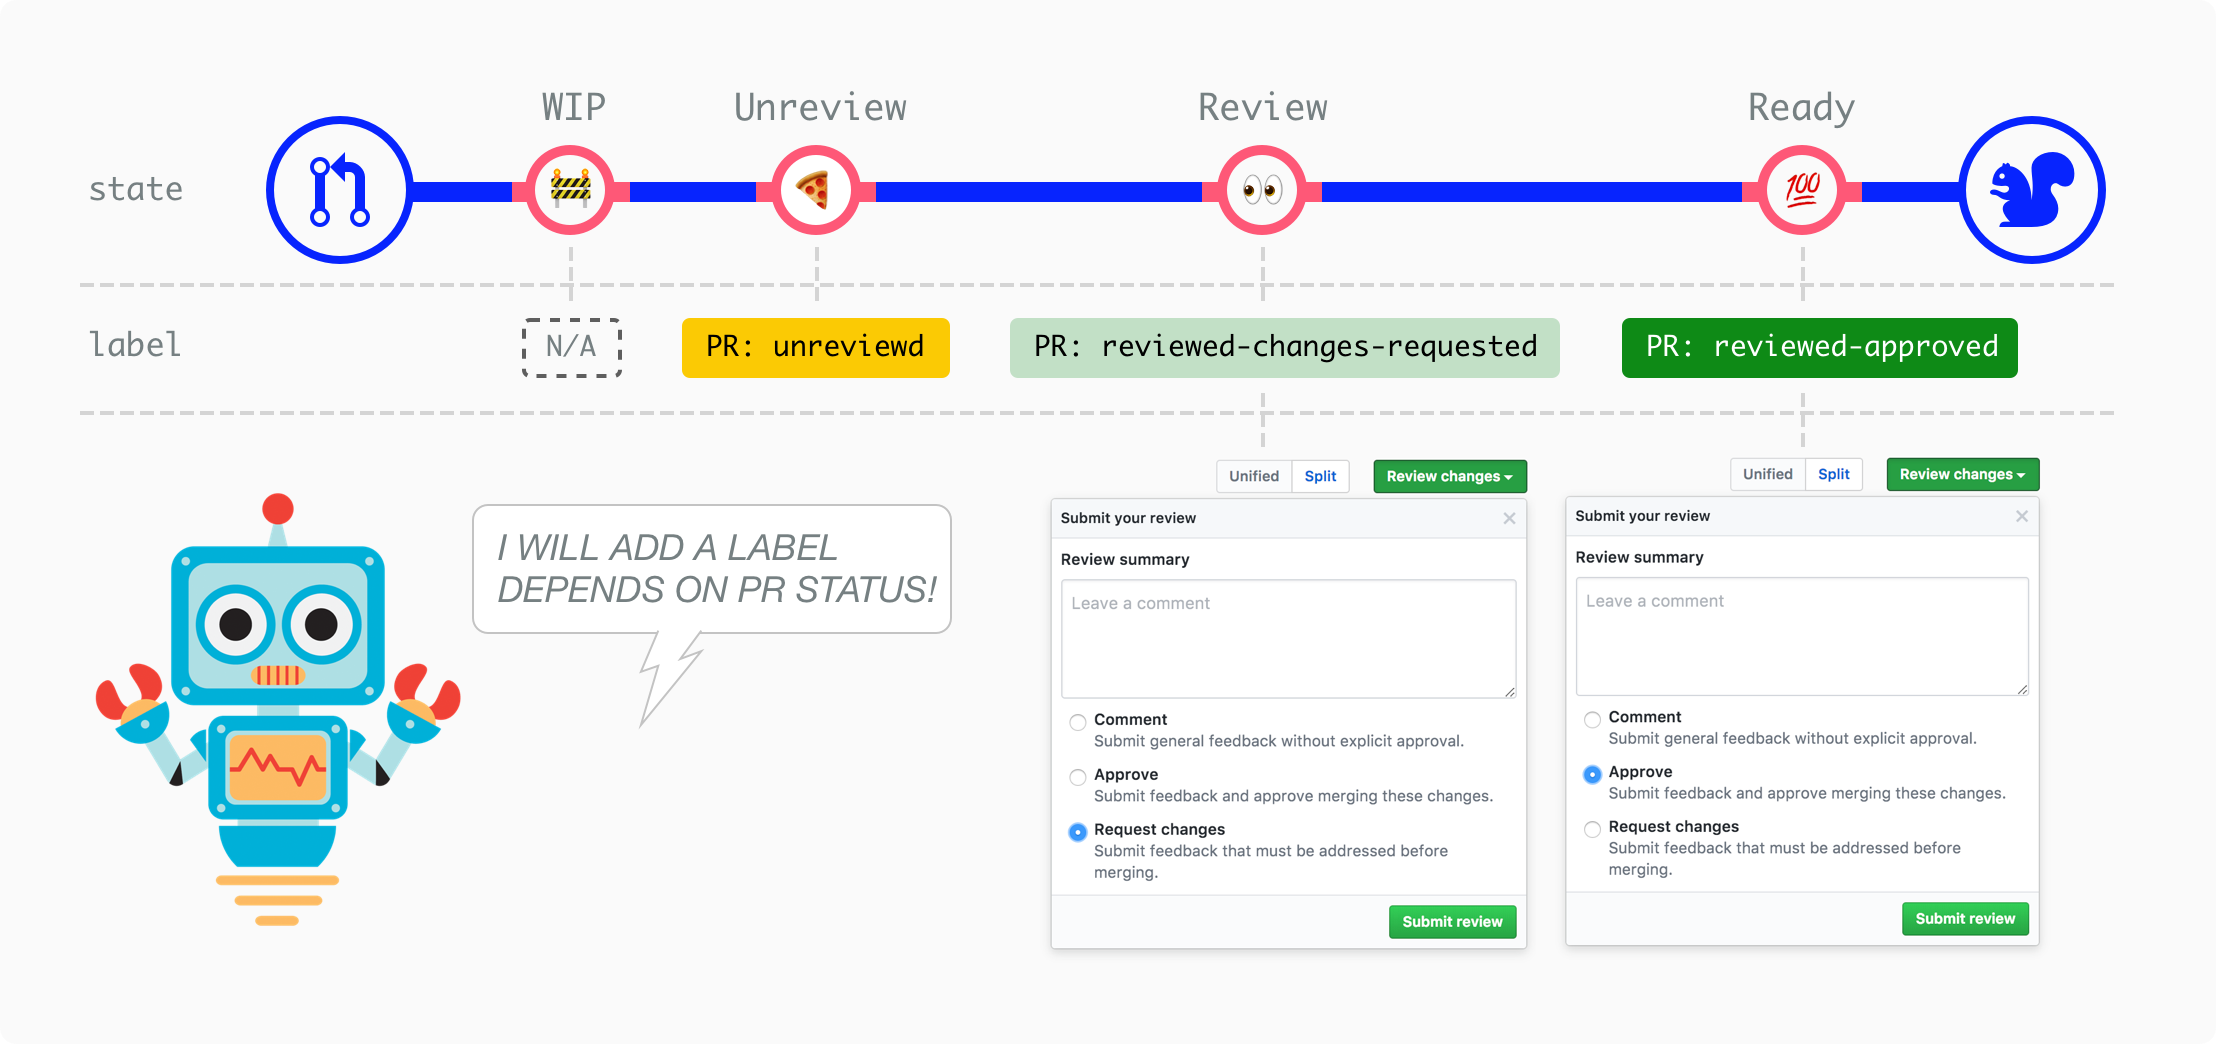 WIP
Unreview
Review
Ready
state
100
label
N/A
PR: unreviewd
PR: reviewed-changes-requested
PR: reviewed-approved
I WILL ADD A LABEL
DEPENDS ON PR STATUS!
Unified
Split
Review changes
Submit your review
Review summary
Leave a comment
Comment
Submit general feedback without explicit approval.
Approve
Submit feedback and approve merging these changes.
Request changes
Submit feedback that must be addressed before
merging.
Submit review
Unified
Split
Review changes
Submit your review
Review summary
Leave a comment
Comment
Submit general feedback without explicit approval.
Approve
Submit feedback and approve merging these changes.
Request changes
Submit feedback that must be addressed before
merging.
Submit review